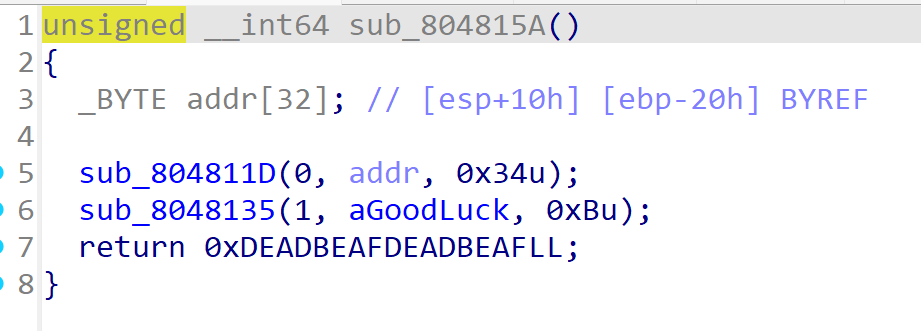 1 unsigned __int64 sub_804815A()
2 {
3 _BYTE addr[32]; // [esp+10h] [ebp-20h] BYREF
4
5 sub_804811D(0, addr, 0x34u);
6 sub_8048135(1, aGoodLuck, 0xBu);
7 return 0xDEADBEAFDEADBEAFLL;
8 }